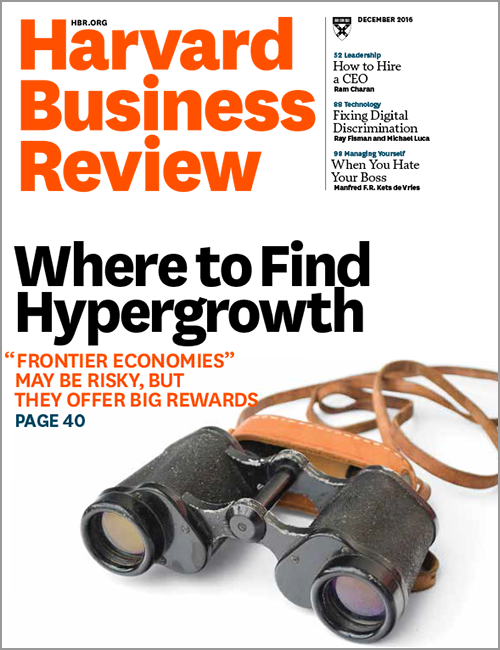 HBR.ORG
Harvard
Business
Review
DECEMBER 2016
52 Leadership
How to Hire
a CEO
Ram Charan
88 Technology
Fixing Digital
Discrimination
Ray Fisman and Michael Luca
98 Managing Yourself
When You Hate
Your Boss
Manfred F.R. Kets de Vries
Where to Find
Hypergrowth
“FRONTIER ECONOMIES”
MAY BE RISKY, BUT
THEY OFFER BIG REWARDS
PAGE 40